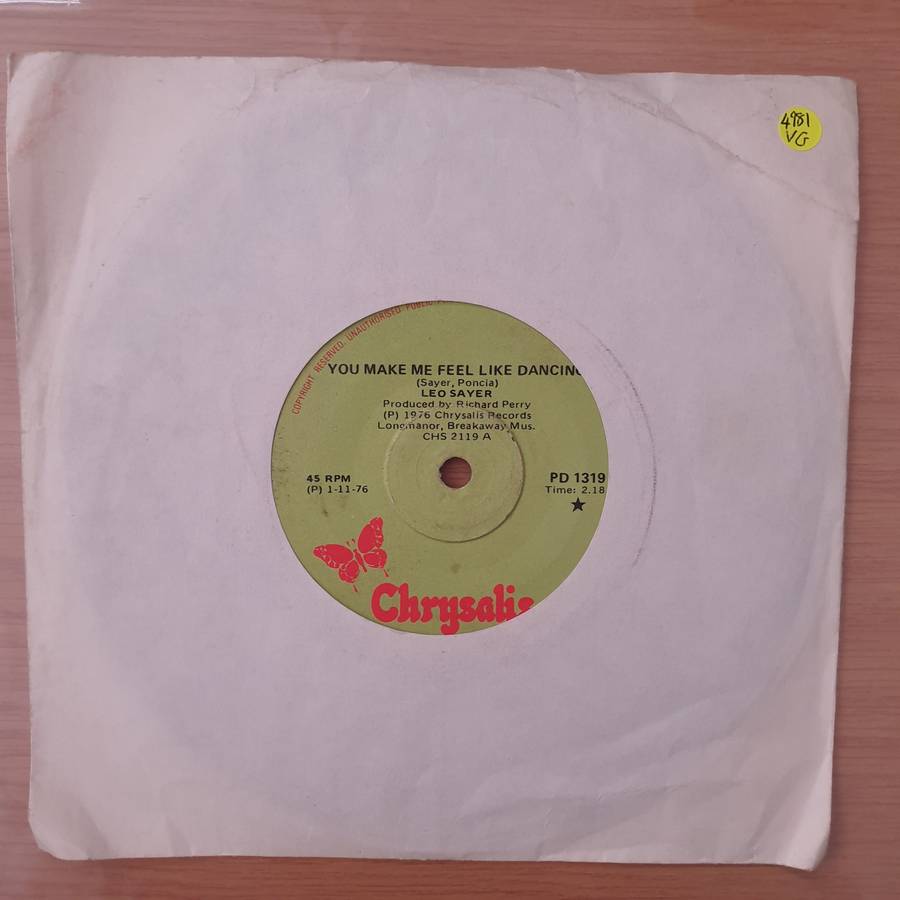 4981
VG
COPYRIGHT RESERVED. UNAUTHORISED PUBLIC
YOU MAKE ME FEEL LIKE DANCING
(Sayer, Poncia)
LEO SAYER
Produced by Richard Perry
(P) 1976 Chrysalis Records
Longmanor, Breakaway Mus.
CHS 2119 A
45 RPM
(P) 1-11-76
PD 1319
Time: 2.18
Chrysalis